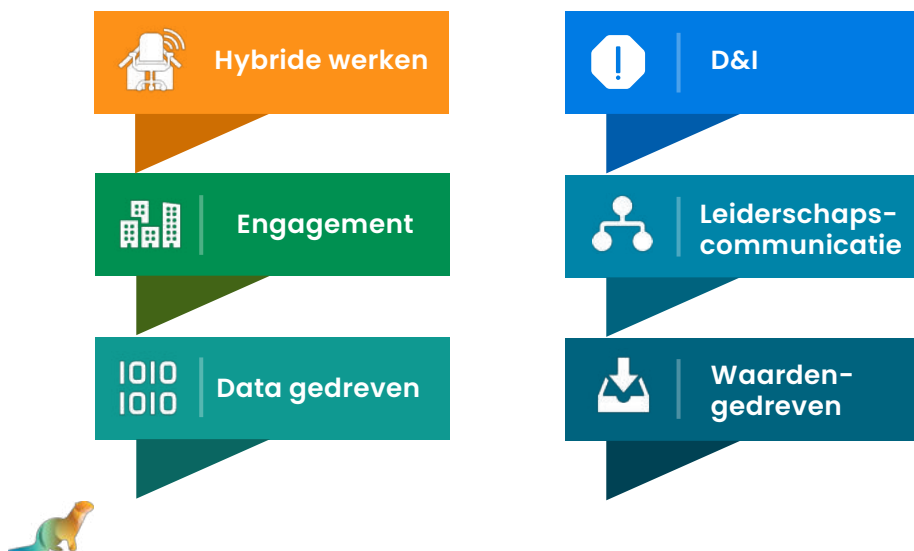 Hybride werken
Engagement
1010
1010
Data gedreven
D&I
Leiderschaps-
communicatie
Waarden-
gedreven